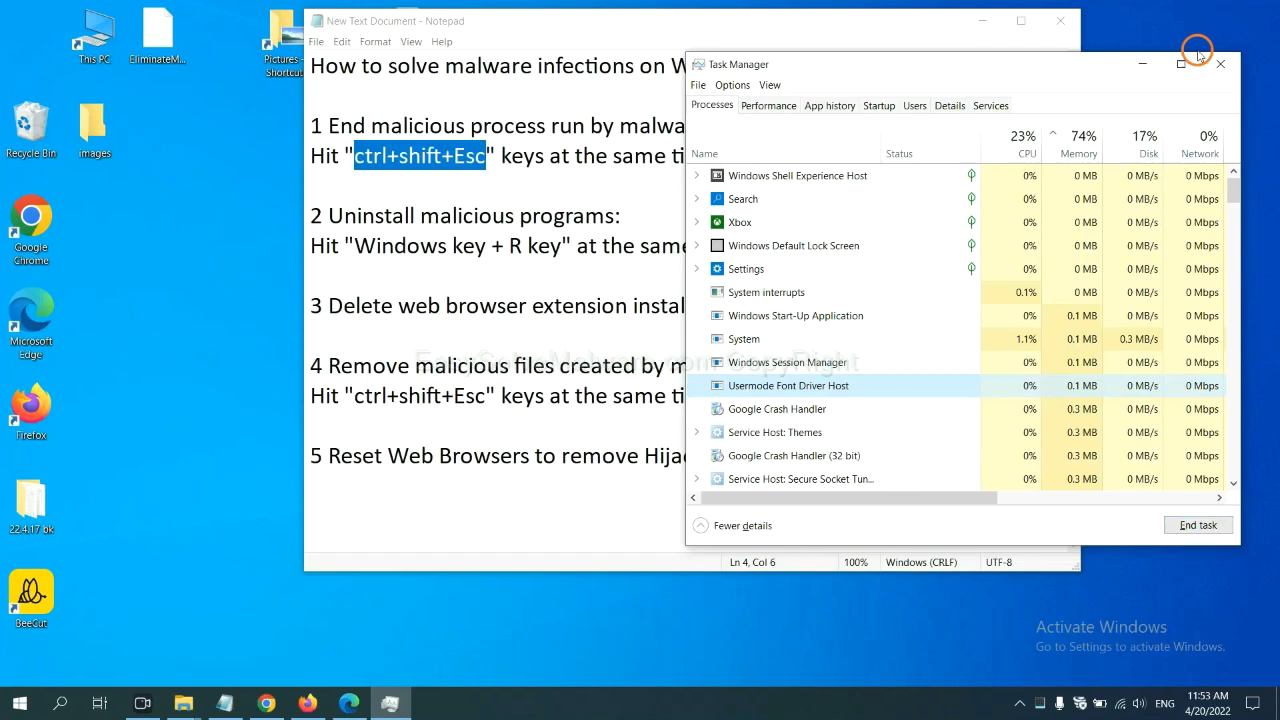 This PC
EliminateM...
Pictures -
Shortcut
Recycle Bin
images
Google
Chrome
Microsoft
Edge
Firefox
22.4.17 bk
BeeCut
New Text Document - Notepad
File Edit Format View Help
How to solve malware infections on W
1 End malicious process run by malwa
Hit "ctrl+shift+Esc" keys at the same ti
2 Uninstall malicious programs:
Hit "Windows key + R key" at the same
3 Delete web browser extension instal
4 Remove malicious files created by m
Hit "ctrl+shift+Esc" keys at the same ti
5 Reset Web Browsers to remove Hija
Ln 4, Col 6 100% Windows (CRLF) UTF-8
Task Manager
File Options View
Processes Performance App history Startup Users Details Services
23% 74% 17% 0%
Name Status CPU Memory Disk Network
Windows Shell Experience Host 0% 0 MB 0 MB/s 0 Mbps
Search 0% 0 MB 0 MB/s 0 Mbps
Xbox 0% 0 MB 0 MB/s 0 Mbps
Windows Default Lock Screen 0% 0 MB 0 MB/s 0 Mbps
Settings 0% 0 MB 0 MB/s 0 Mbps
System interrupts 0.1% 0 MB 0 MB/s 0 Mbps
Windows Start-Up Application 0% 0.1 MB 0 MB/s 0 Mbps
System 1.1% 0.1 MB 0.3 MB/s 0 Mbps
Windows Session Manager 0% 0.1 MB 0 MB/s 0 Mbps
Usermode Font Driver Host 0% 0.1 MB 0 MB/s 0 Mbps
Google Crash Handler 0% 0.3 MB 0 MB/s 0 Mbps
Service Host: Themes 0% 0.3 MB 0 MB/s 0 Mbps
Google Crash Handler (32 bit) 0% 0.3 MB 0 MB/s 0 Mbps
Service Host: Secure Socket Tun... 0% 0.3 MB 0 MB/s 0 Mbps
Fewer details End task
Activate Windows
Go to Settings to activate Windows.
ENG
11:53 AM
4/20/2022